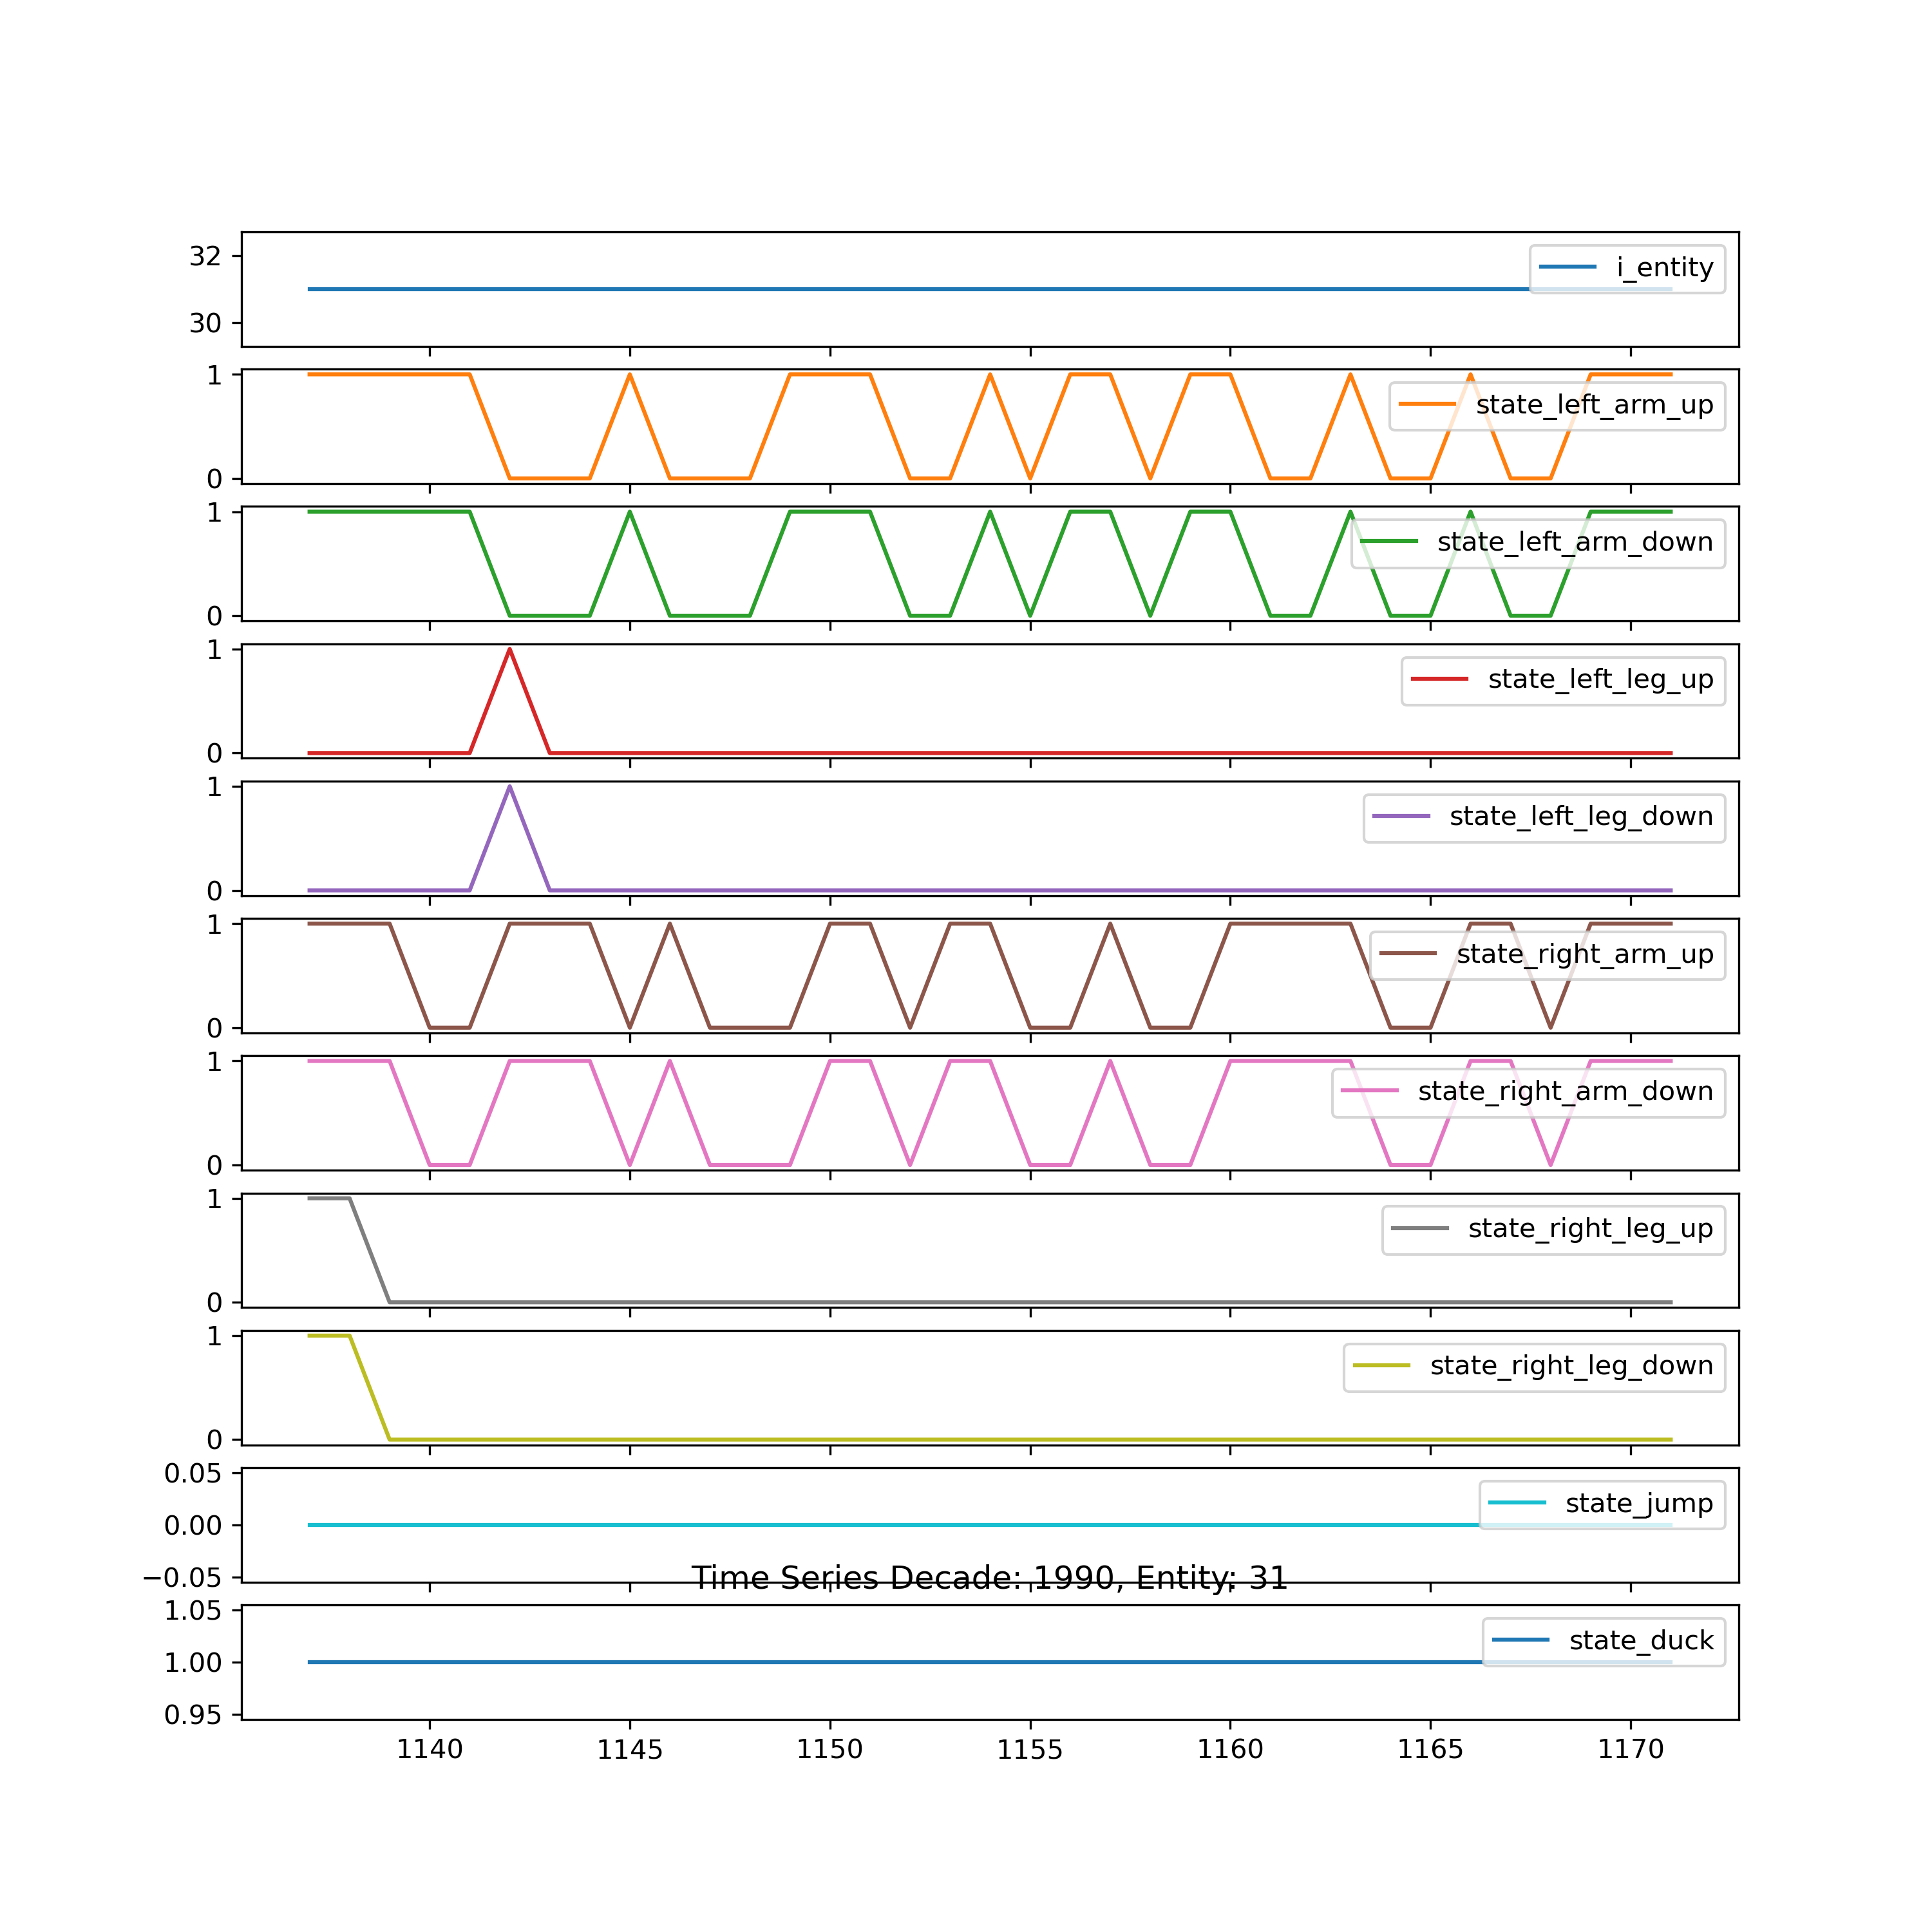 32
30
i_entity
1
0
state_left_arm_up
1
0
state_left_arm_down
1
0
state_left_leg_up
1
0
state_left_leg_down
1
0
state_right_arm_up
1
0
state_right_arm_down
1
0
state_right_leg_up
1
0
state_right_leg_down
0.05
0.00
−0.05
state_jump
Time Series Decade: 1990, Entity: 31
1.05
1.00
0.95
state_duck
1140 1145 1150 1155 1160 1165 1170